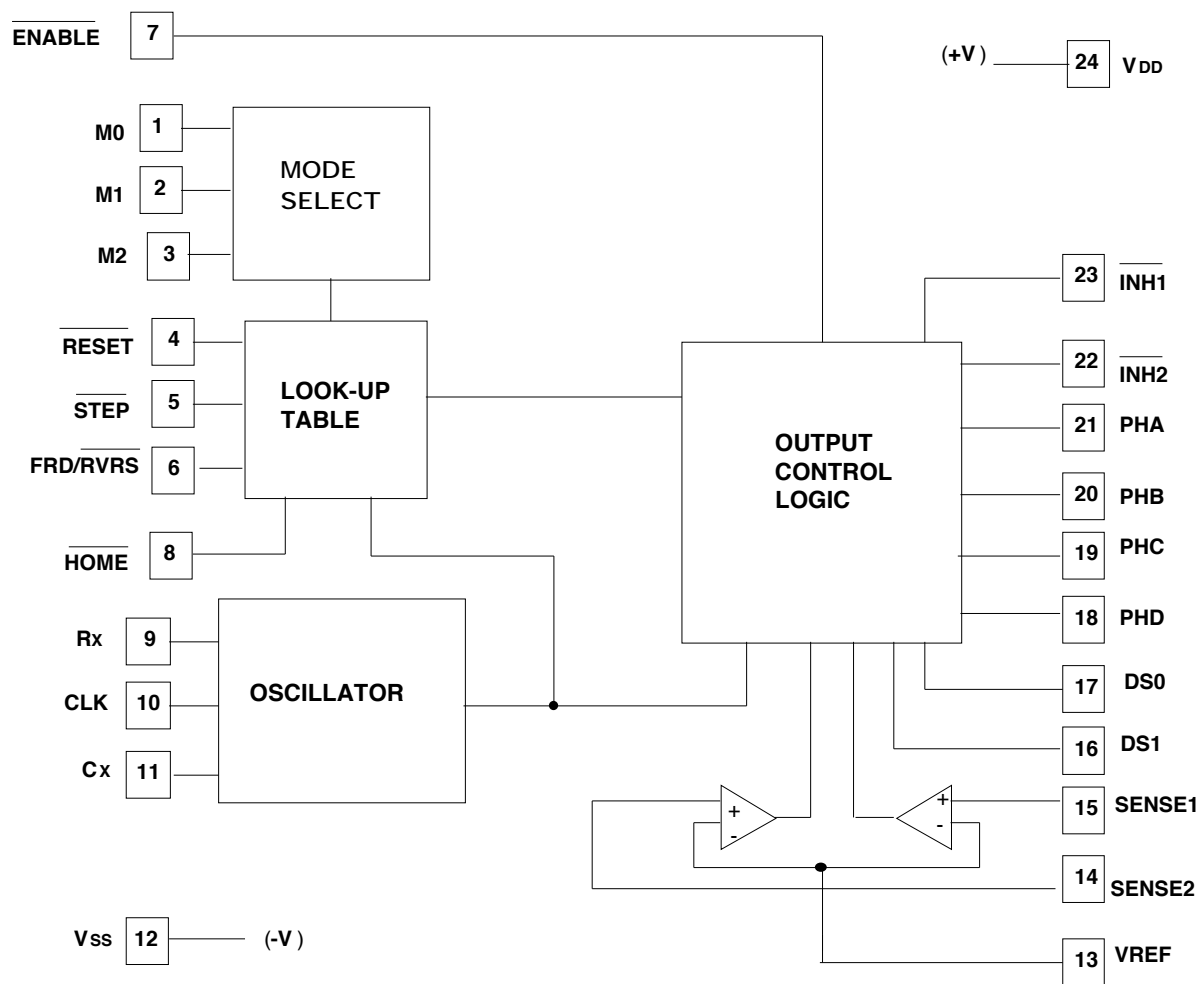 ENABLE 7
(+V) 24 VDD
M0 1
M1 2
M2 3
MODE
SELECT
RESET 4
STEP 5
FRD/RVRS 6
HOME 8
LOOK-UP
TABLE
Rx 9
CLK 10
Cx 11
OSCILLATOR
Vss 12 (-V)
OUTPUT
CONTROL
LOGIC
23 INH1
22 INH2
21 PHA
20 PHB
19 PHC
18 PHD
17 DS0
16 DS1
15 SENSE1
14 SENSE2
13 VREF
+
-
+
-